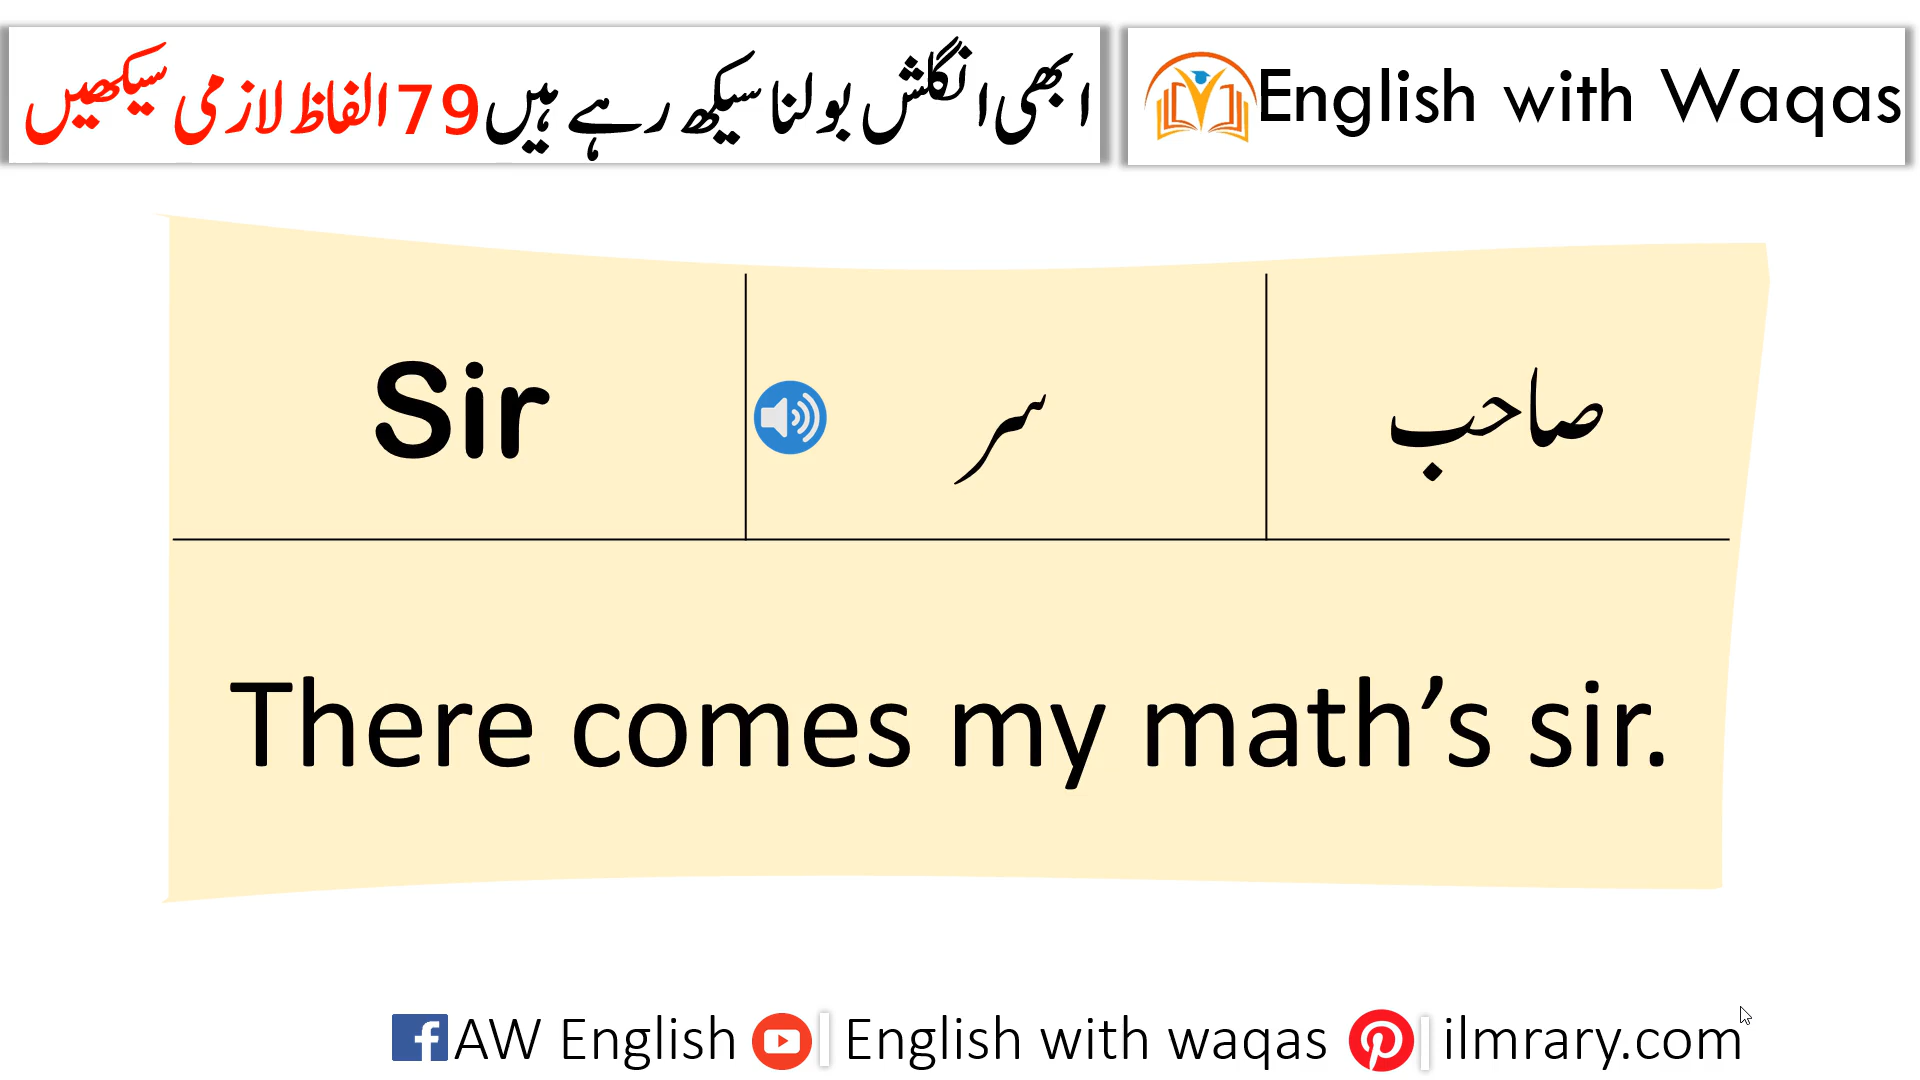 ابھی انگلش بولنا سیکھ رہے ہیں 79 الفاظ لازمی سیکھیں
English with Waqas
Sir
سر
صاحب
There comes my math’s sir.
AW English | English with waqas | ilmrary.com